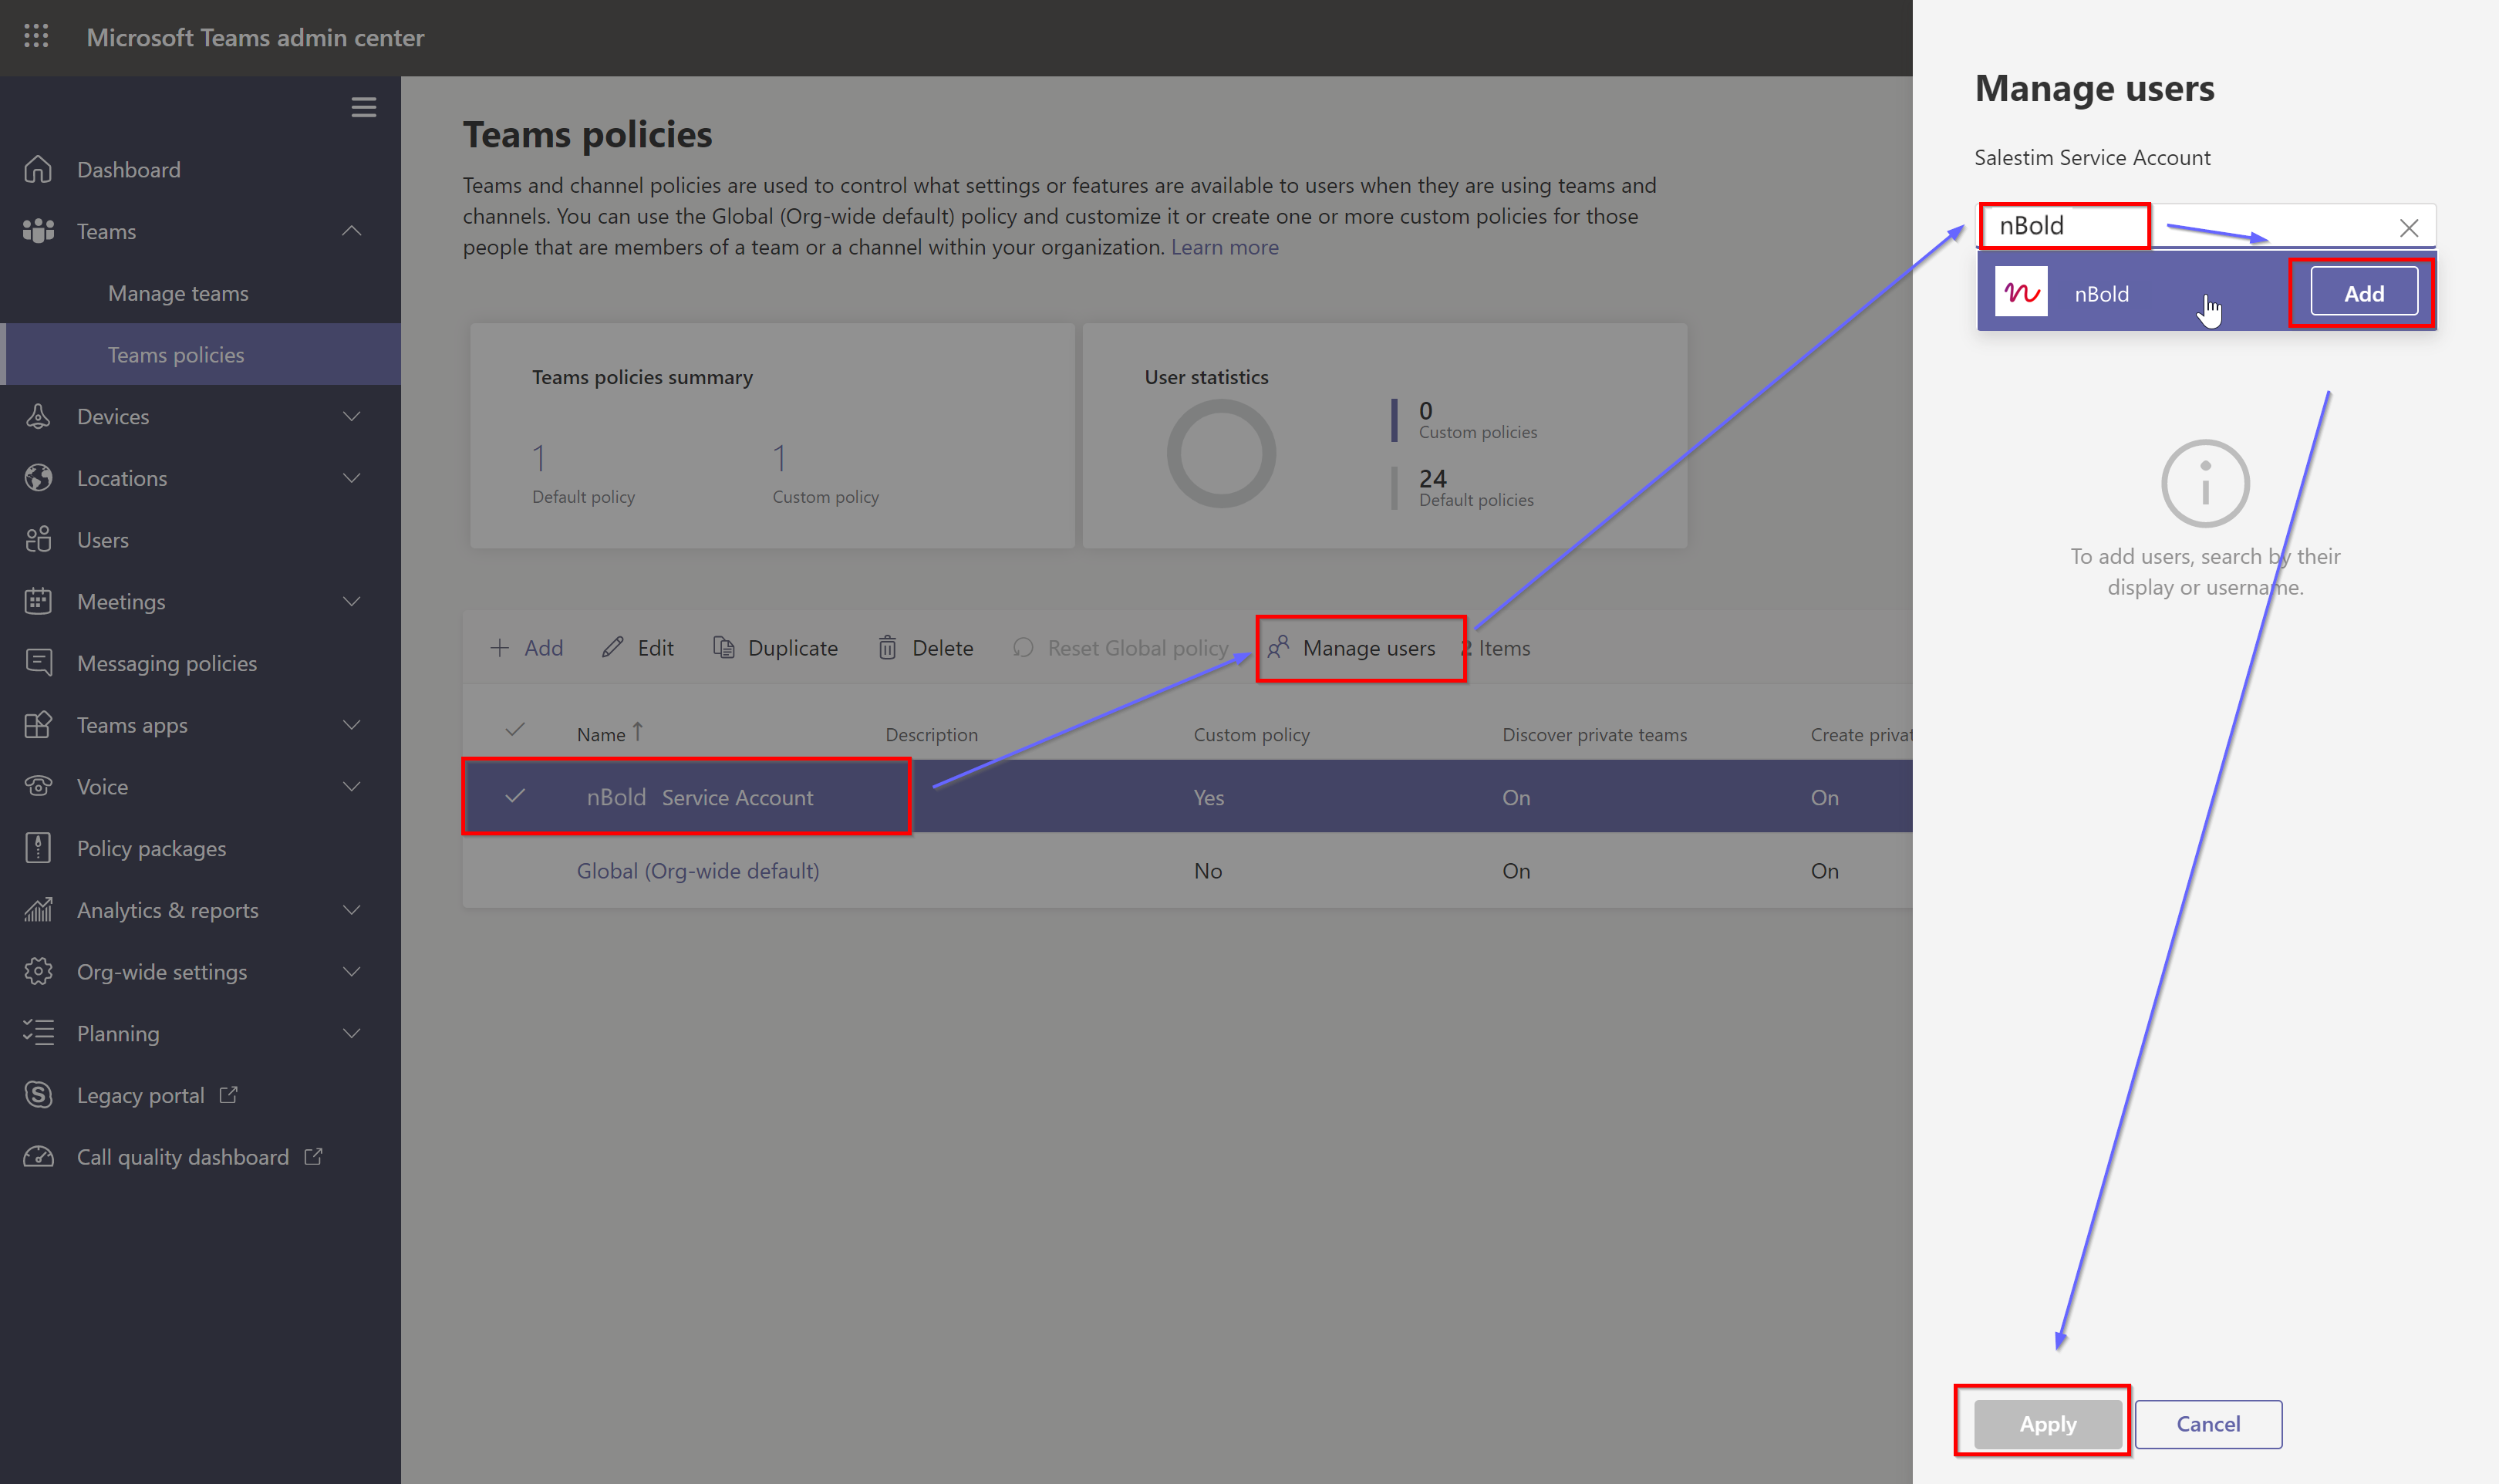 Microsoft Teams admin center
Dashboard
Teams
Manage teams
Teams policies
Devices
Locations
Users
Meetings
Messaging policies
Teams apps
Voice
Policy packages
Analytics & reports
Org-wide settings
Planning
Legacy portal
Call quality dashboard
Teams policies
Teams and channel policies are used to control what settings or features are available to users when they are using teams and
channels. You can use the Global (Org-wide default) policy and customize it or create one or more custom policies for those
people that are members of a team or a channel within your organization. Learn more
Teams policies summary
1
Default policy
1
Custom policy
User statistics
0
Custom policies
24
Default policies
Add Edit Duplicate Delete Reset Global policy Manage users 2 Items
Name Description Custom policy Discover private teams Create privat
nBold Service Account Yes On On
Global (Org-wide default) No On On
Manage users
Salestim Service Account
nBold
nBold Add
To add users, search by their
display or username.
Apply Cancel